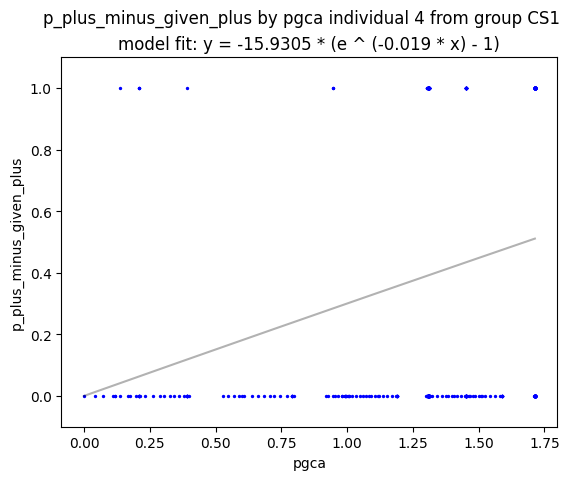 p_plus_minus_given_plus by pgca individual 4 from group CS1
model fit: y = -15.9305 * (e ^ (-0.019 * x) - 1)
p_plus_minus_given_plus
1.0
0.8
0.6
0.4
0.2
0.0
0.00 0.25 0.50 0.75 1.00 1.25 1.50 1.75
pgca